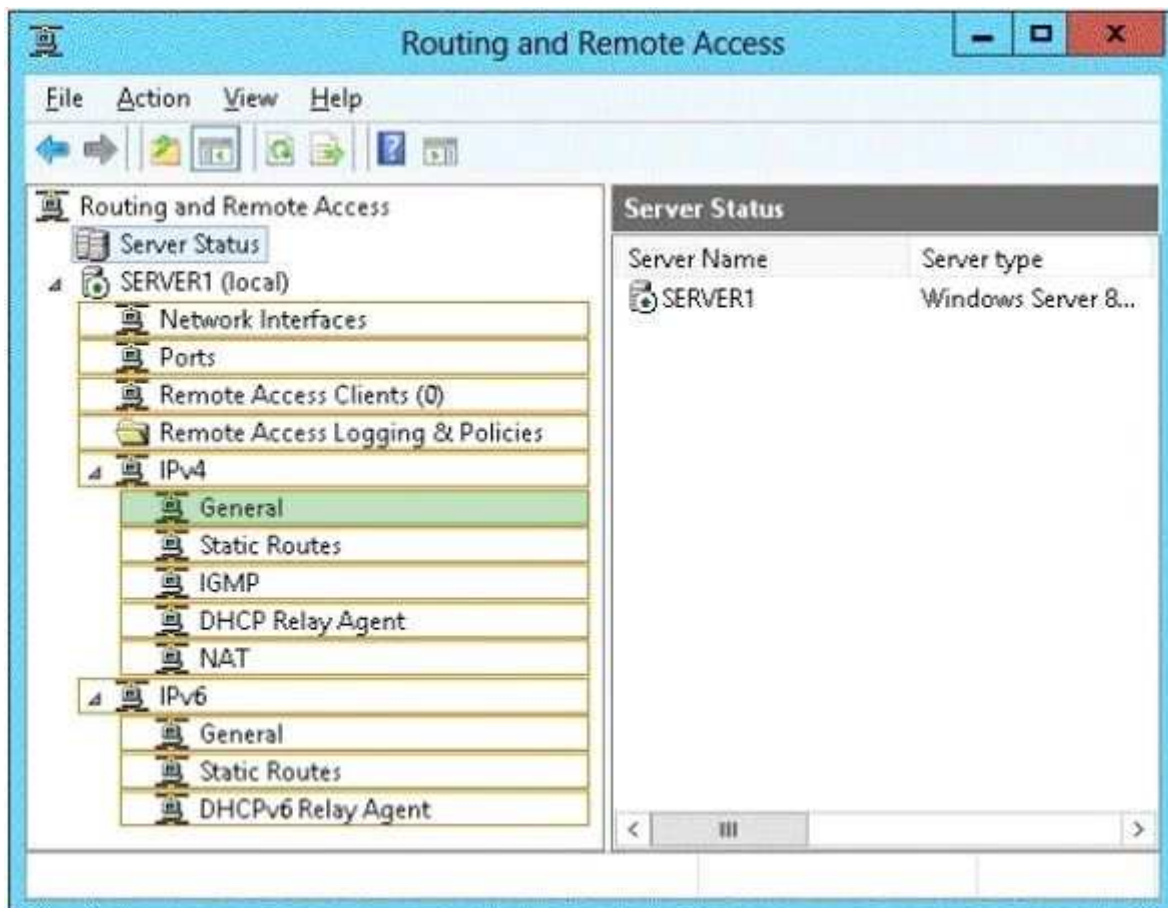 Routing and Remote Access
File Action View Help
Routing and Remote Access
Server Status
SERVER1 (local)
Network Interfaces
Ports
Remote Access Clients (0)
Remote Access Logging & Policies
IPv4
General
Static Routes
IGMP
DHCP Relay Agent
NAT
IPv6
General
Static Routes
DHCPv6 Relay Agent
Server Status
Server Name Server type
SERVER1 Windows Server 8...